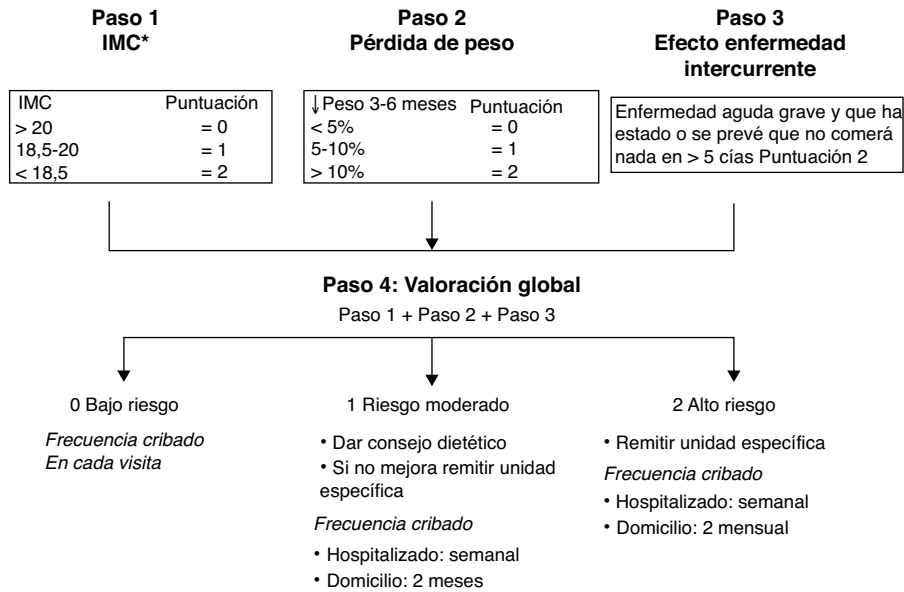 Paso 1
IMC*
IMC Puntuación
> 20 = 0
18,5-20 = 1
< 18,5 = 2
Paso 2
Pérdida de peso
↓Peso 3-6 meses Puntuación
< 5% = 0
5-10% = 1
> 10% = 2
Paso 3
Efecto enfermedad
intercurrente
Enfermedad aguda grave y que ha
estado o se prevé que no comerá
nada en > 5 cías Puntuación 2
Paso 4: Valoración global
Paso 1 + Paso 2 + Paso 3
0 Bajo riesgo
Frecuencia cribado
En cada visita
1 Riesgo moderado
• Dar consejo dietético
• Si no mejora remitir unidad
específica
Frecuencia cribado
• Hospitalizado: semanal
• Domicilio: 2 meses
2 Alto riesgo
• Remitir unidad específica
Frecuencia cribado
• Hospitalizado: semanal
• Domicilio: 2 mensual